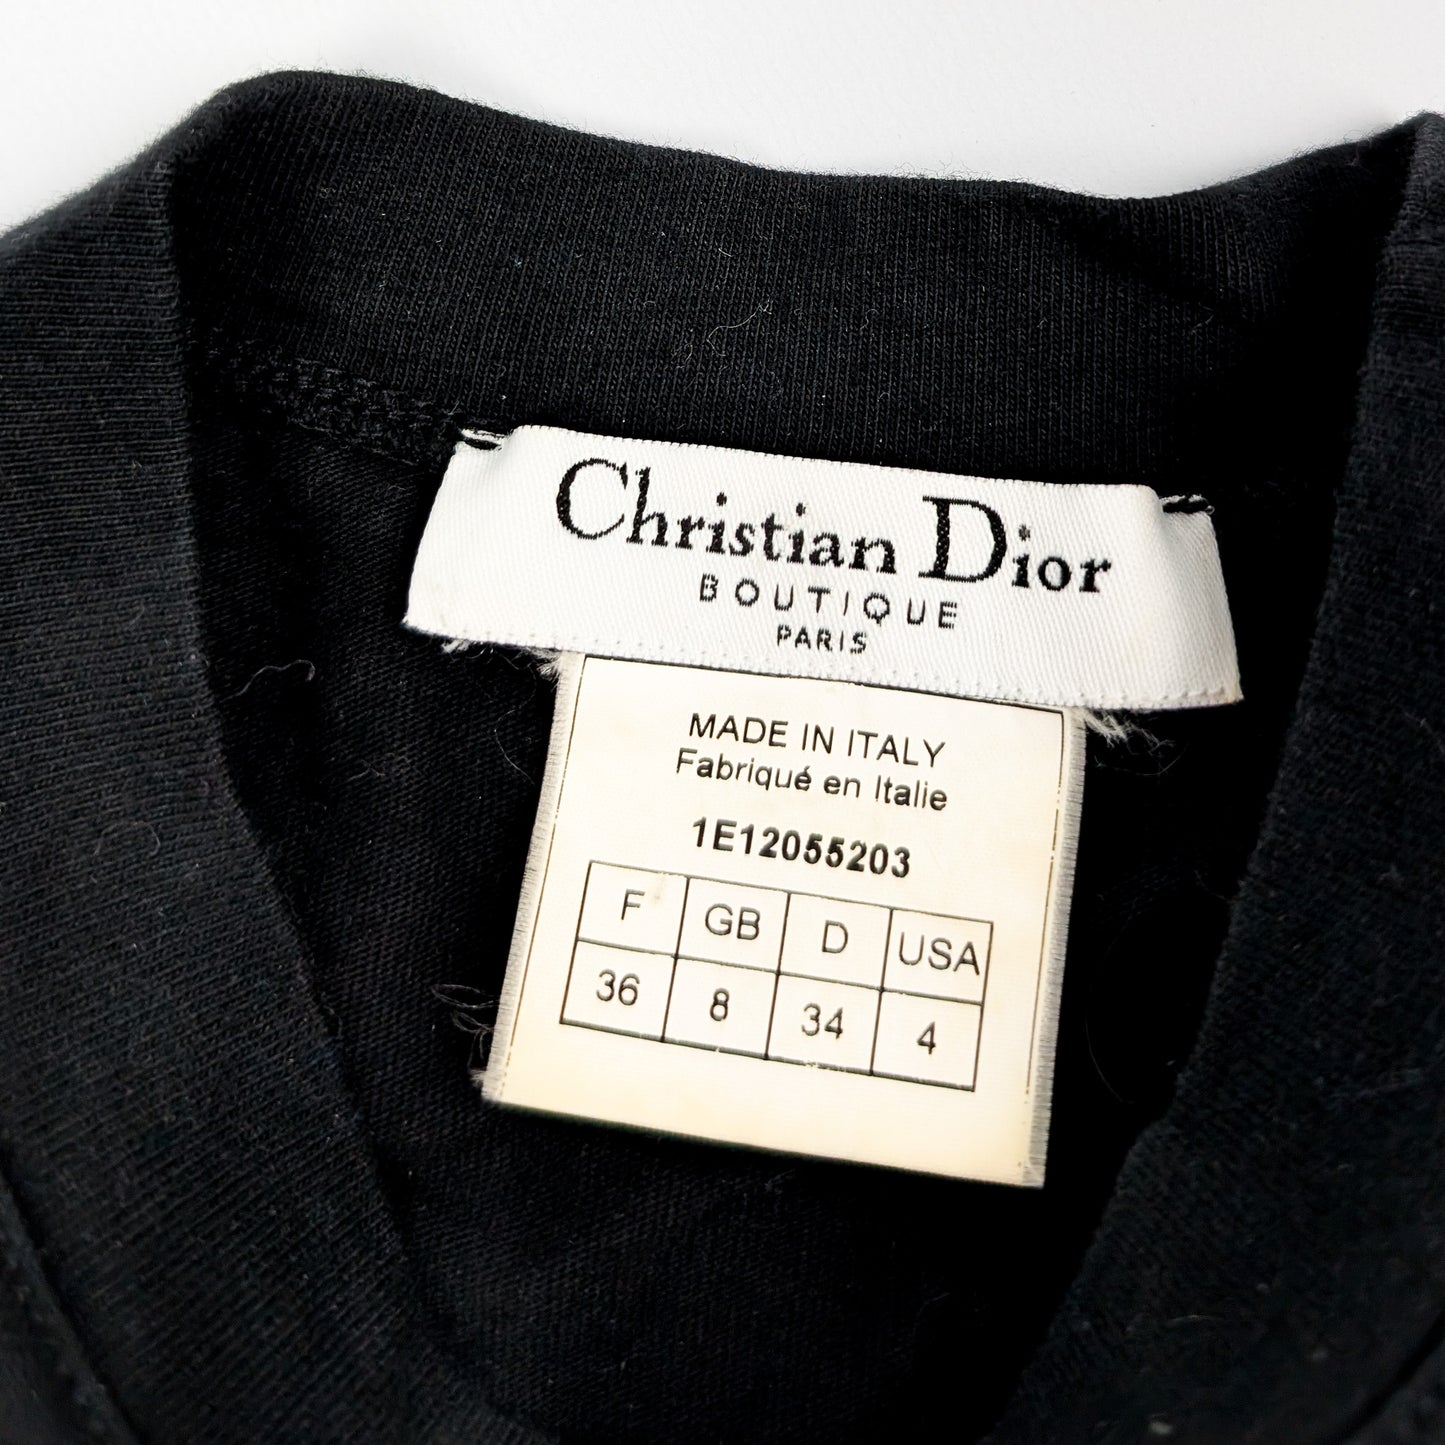 Christian Dior
BOUTIQUE
PARIS
MADE IN ITALY
Fabriqué en Italie
1E12055203
F GB D USA
36 8 34 4